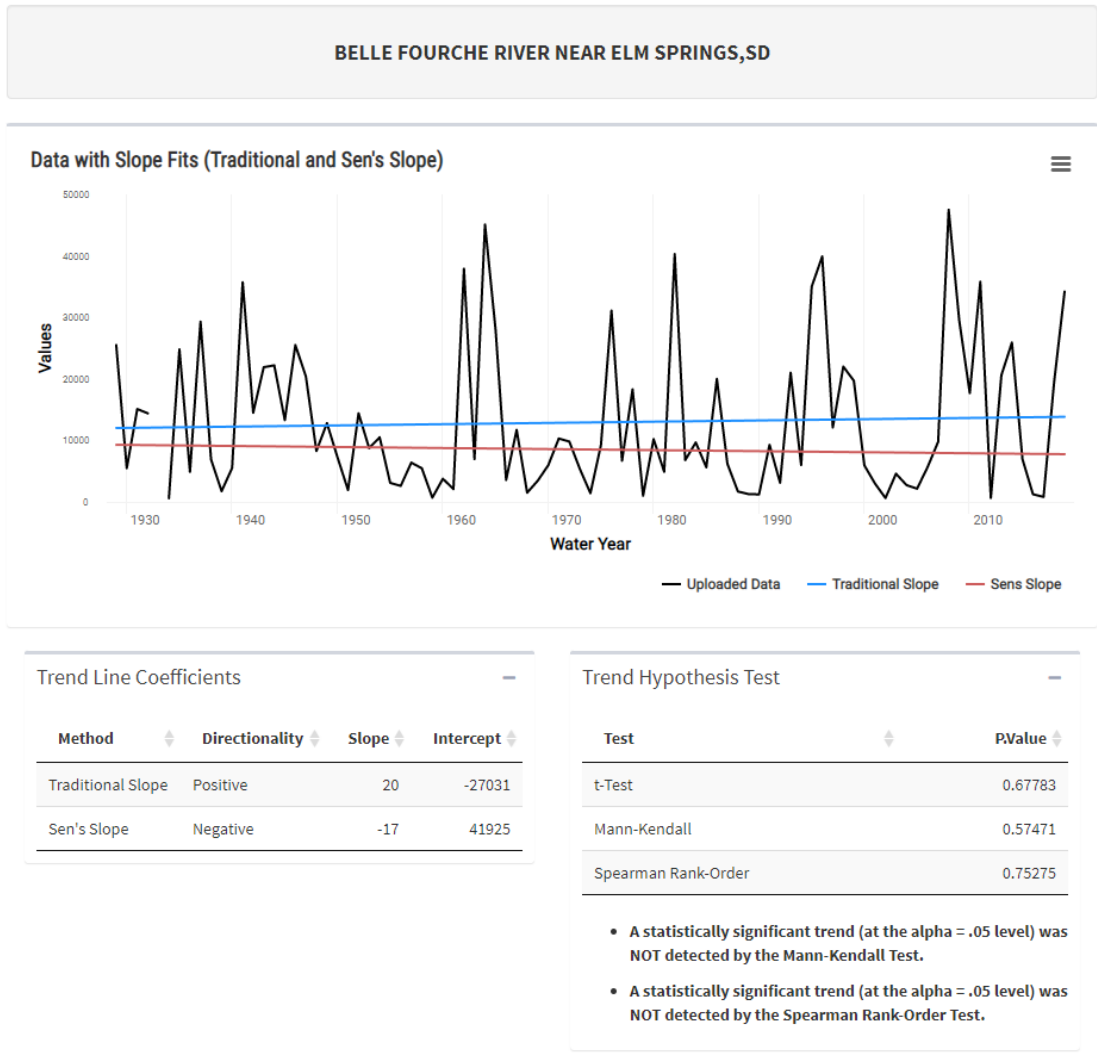 BELLE FOURCHE RIVER NEAR ELM SPRINGS,SD
Data with Slope Fits (Traditional and Sen's Slope)
50000
40000
30000
20000
10000
0
Values
1930 1940 1950 1960 1970 1980 1990 2000 2010
Water Year
Uploaded Data Traditional Slope Sens Slope
Trend Line Coefficients
Method Directionality Slope Intercept
Traditional Slope Positive 20 -27031
Sen's Slope Negative -17 41925
Trend Hypothesis Test
Test P.Value
t-Test 0.67783
Mann-Kendall 0.57471
Spearman Rank-Order 0.75275
• A statistically significant trend (at the alpha = .05 level) was
NOT detected by the Mann-Kendall Test.
• A statistically significant trend (at the alpha = .05 level) was
NOT detected by the Spearman Rank-Order Test.